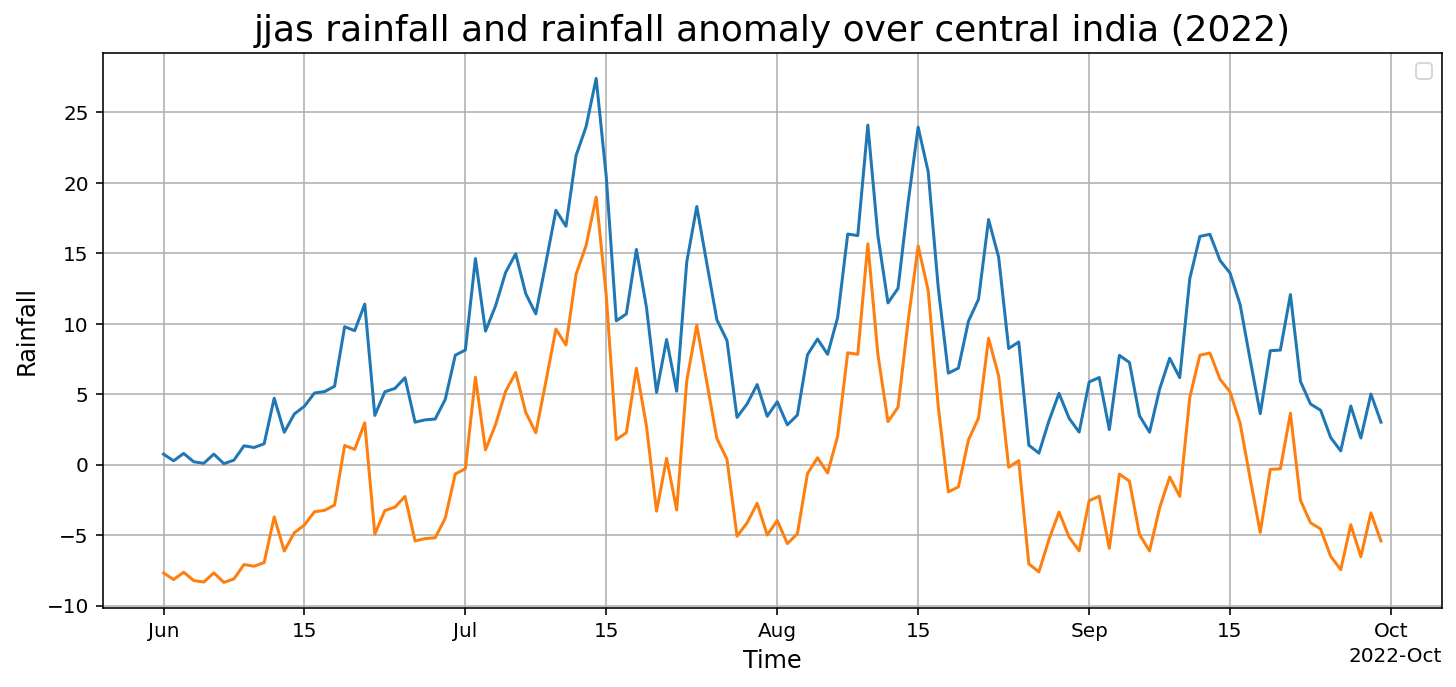 jjas rainfall and rainfall anomaly over central india (2022)
25
20
15
10
5
0
−5
−10
Rainfall
Jun
15
Jul
15
Aug
15
Sep
15
Oct
Time
2022-Oct